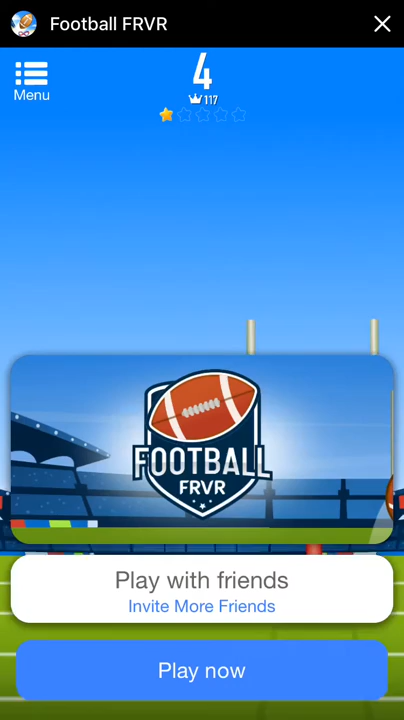 Football FRVR
Menu
4
117
FOOTBALL
FRVR
Play with friends
Invite More Friends
Play now